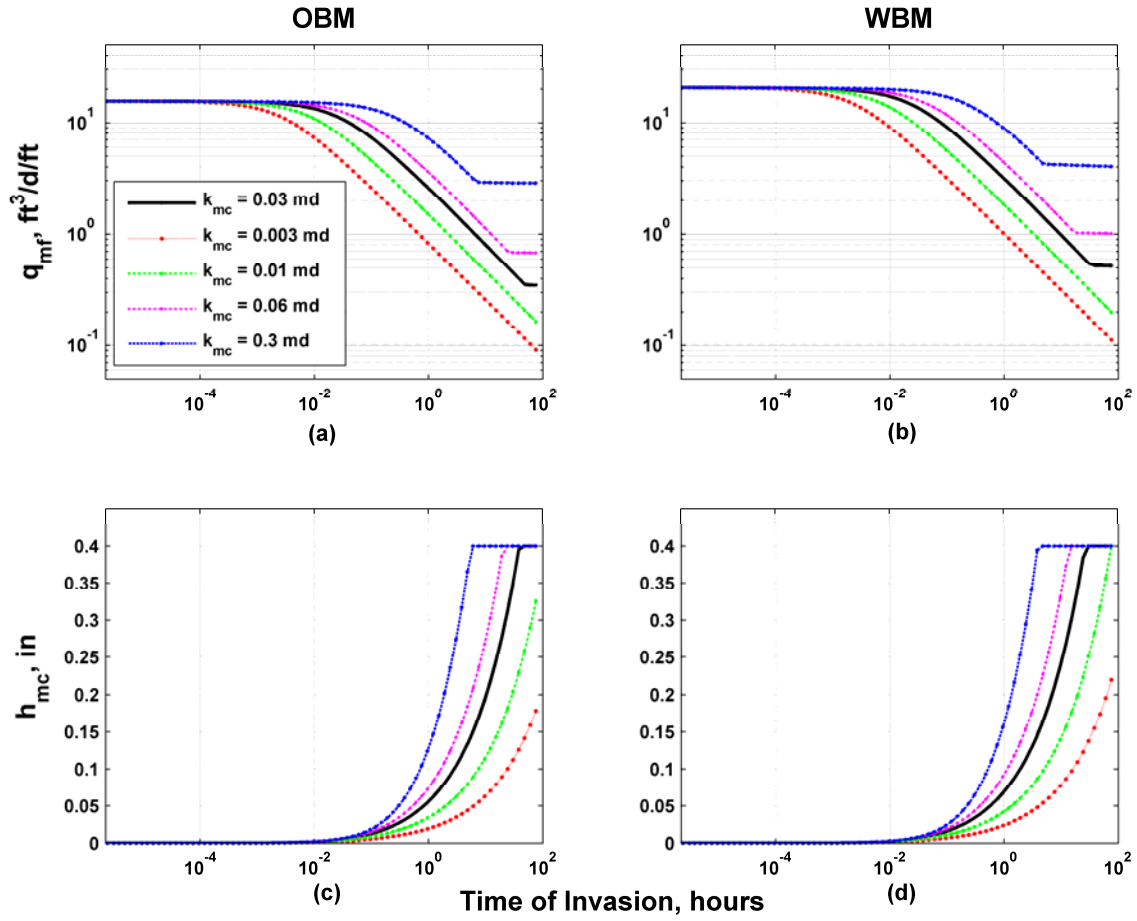 OBM
WBM
q_mf, ft^3/d/ft
10^1
10^0
10^-1
k_mc = 0.03 md
k_mc = 0.003 md
k_mc = 0.01 md
k_mc = 0.06 md
k_mc = 0.3 md
10^-4
10^-2
10^0
10^2
(a)
10^1
10^0
10^-1
10^-4
10^-2
10^0
10^2
(b)
h_mc, in
0.4
0.35
0.3
0.25
0.2
0.15
0.1
0.05
0
10^-4
10^-2
10^0
10^2
(c)
0.4
0.35
0.3
0.25
0.2
0.15
0.1
0.05
0
10^-4
10^-2
10^0
10^2
(d)
Time of Invasion, hours